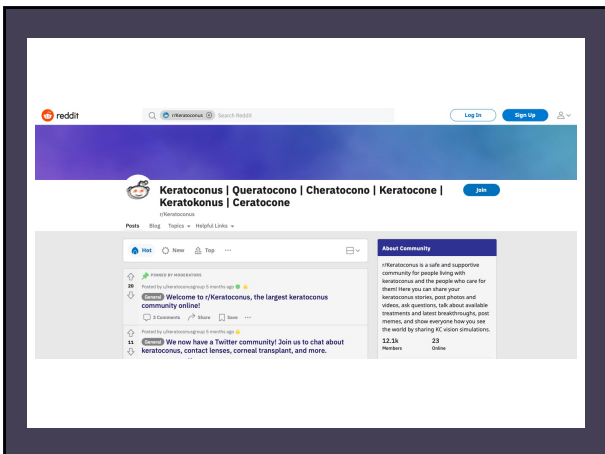 reddit
r/Keratoconus Search Reddit
Log In
Sign Up
Keratoconus | Queratocono | Cheratocono | Keratocone |
Keratokonus | Ceratocone
Join
r/Keratoconus
Posts Blog Topics Helpful Links
Hot New Top ...
PINNED BY MODERATORS
20
Posted by u/keratoconusgroup 5 months ago
General Welcome to r/Keratoconus, the largest keratoconus
community online!
3 Comments Share Save ...
Posted by u/keratoconusgroup 5 months ago
11
General We now have a Twitter community! Join us to chat about
keratoconus, contact lenses, corneal transplant, and more.
About Community
r/Keratoconus is a safe and supportive
community for people living with
keratoconus and the people who care for
them! Here you can share your
keratoconus stories, post photos and
videos, ask questions, talk about available
treatments and latest breakthroughs, post
memes, and show everyone how you see
the world by sharing KC vision simulations.
12.1k 23
Members Online